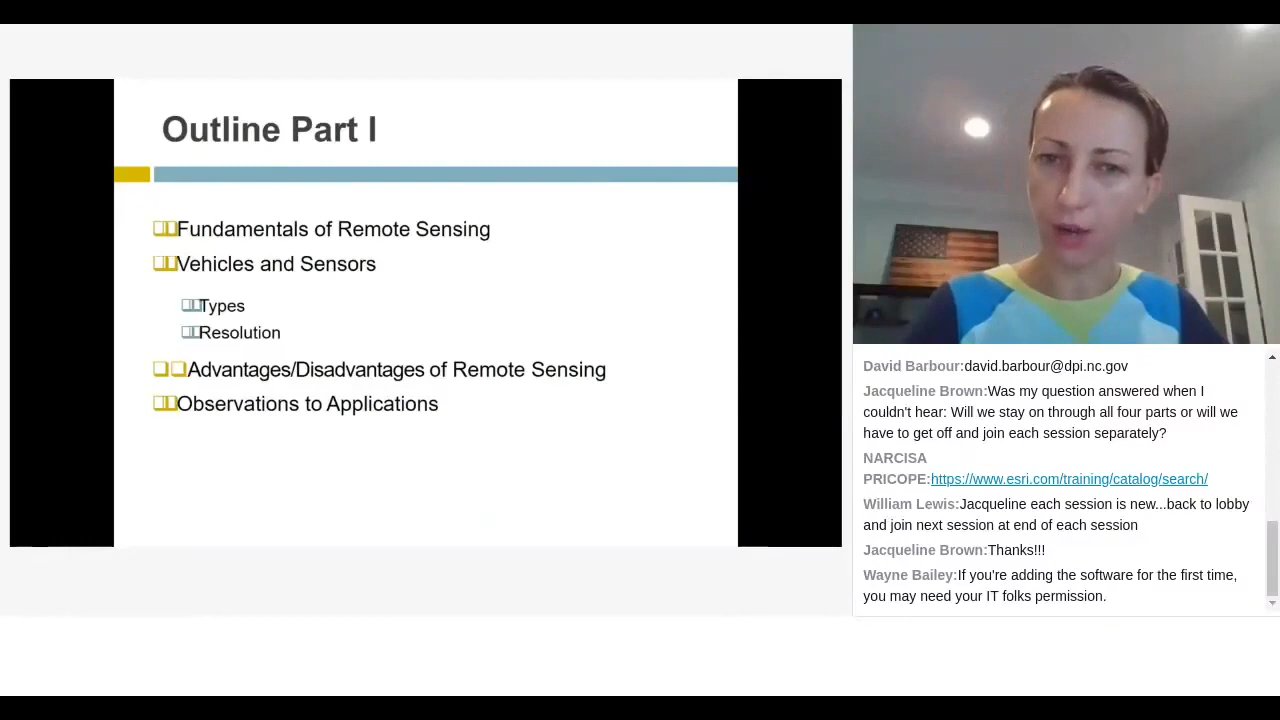 Outline Part I
Fundamentals of Remote Sensing
Vehicles and Sensors
Types
Resolution
Advantages/Disadvantages of Remote Sensing
Observations to Applications
David Barbour:david.barbour@dpi.nc.gov
Jacqueline Brown:Was my question answered when I
couldn't hear: Will we stay on through all four parts or will we
have to get off and join each session separately?
NARCISA
PRICOPE:https://www.esri.com/training/catalog/search/
William Lewis:Jacqueline each session is new...back to lobby
and join next session at end of each session
Jacqueline Brown:Thanks!!!
Wayne Bailey:If you're adding the software for the first time,
you may need your IT folks permission.